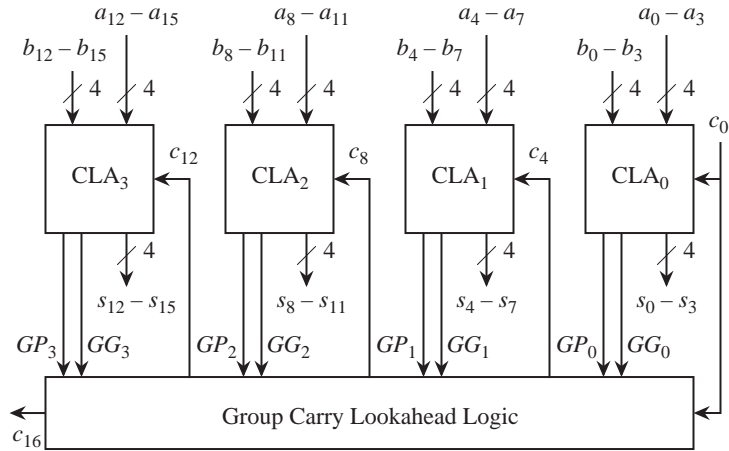 a₁₂ – a₁₅ a₈ – a₁₁ a₄ – a₇ a₀ – a₃
b₁₂ – b₁₅ b₈ – b₁₁ b₄ – b₇ b₀ – b₃
4 4 4 4 4 4 4 4
c₀
c₁₂ c₈ c₄
CLA₃ CLA₂ CLA₁ CLA₀
4 4 4 4
s₁₂ – s₁₅ s₈ – s₁₁ s₄ – s₇ s₀ – s₃
GP₃ GG₃ GP₂ GG₂ GP₁ GG₁ GP₀ GG₀
Group Carry Lookahead Logic
c₁₆